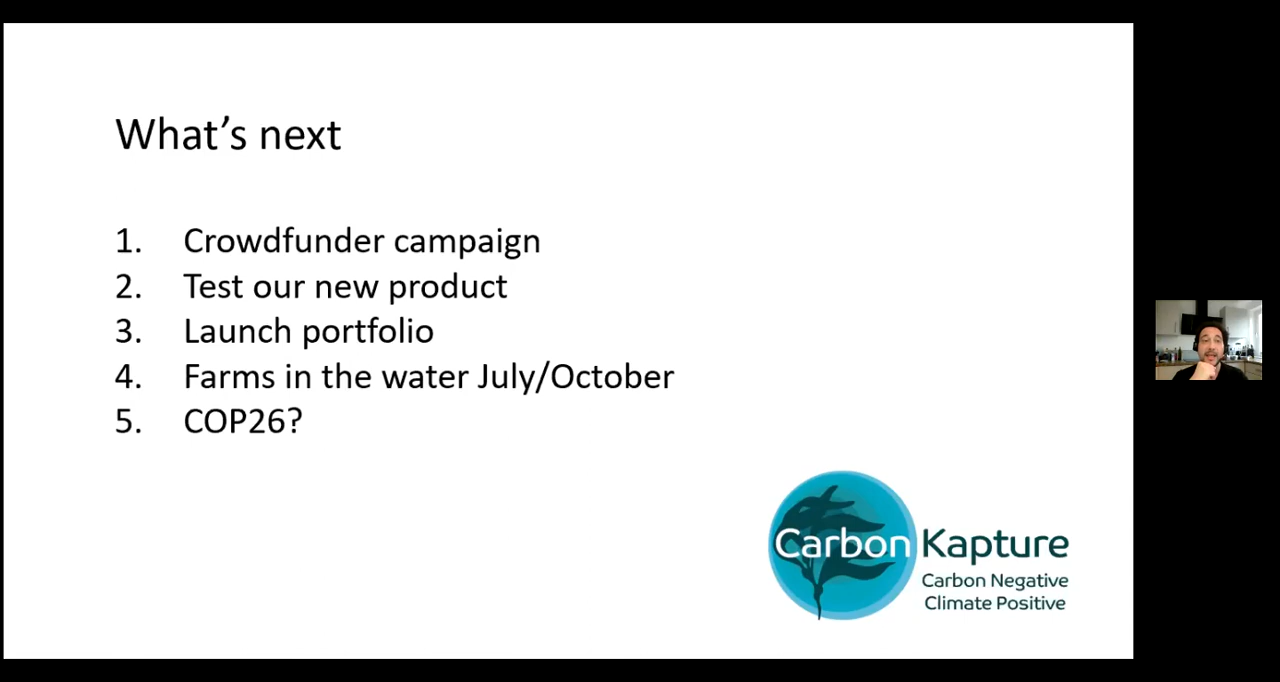 What’s next
1. Crowdfunder campaign
2. Test our new product
3. Launch portfolio
4. Farms in the water July/October
5. COP26?
Carbon Kapture
Carbon Negative
Climate Positive